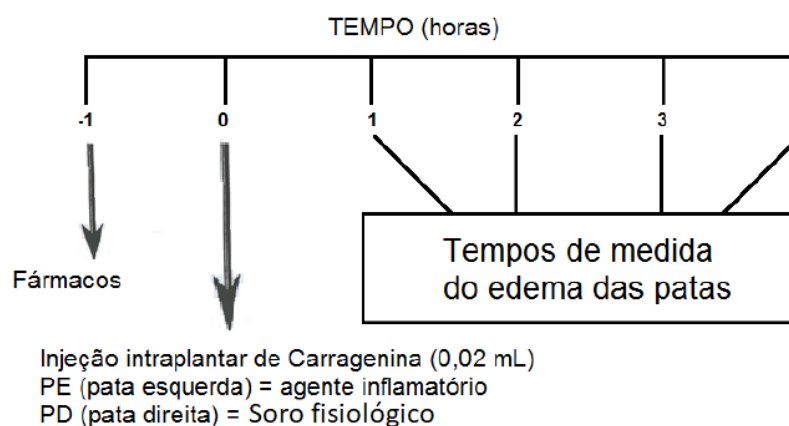 TEMPO (horas)
-1 0 1 2 3
Fármacos
Tempos de medida
do edema das patas
Injeção intraplantar de Carragenina (0,02 mL)
PE (pata esquerda) = agente inflamatório
PD (pata direita) = Soro fisiológico